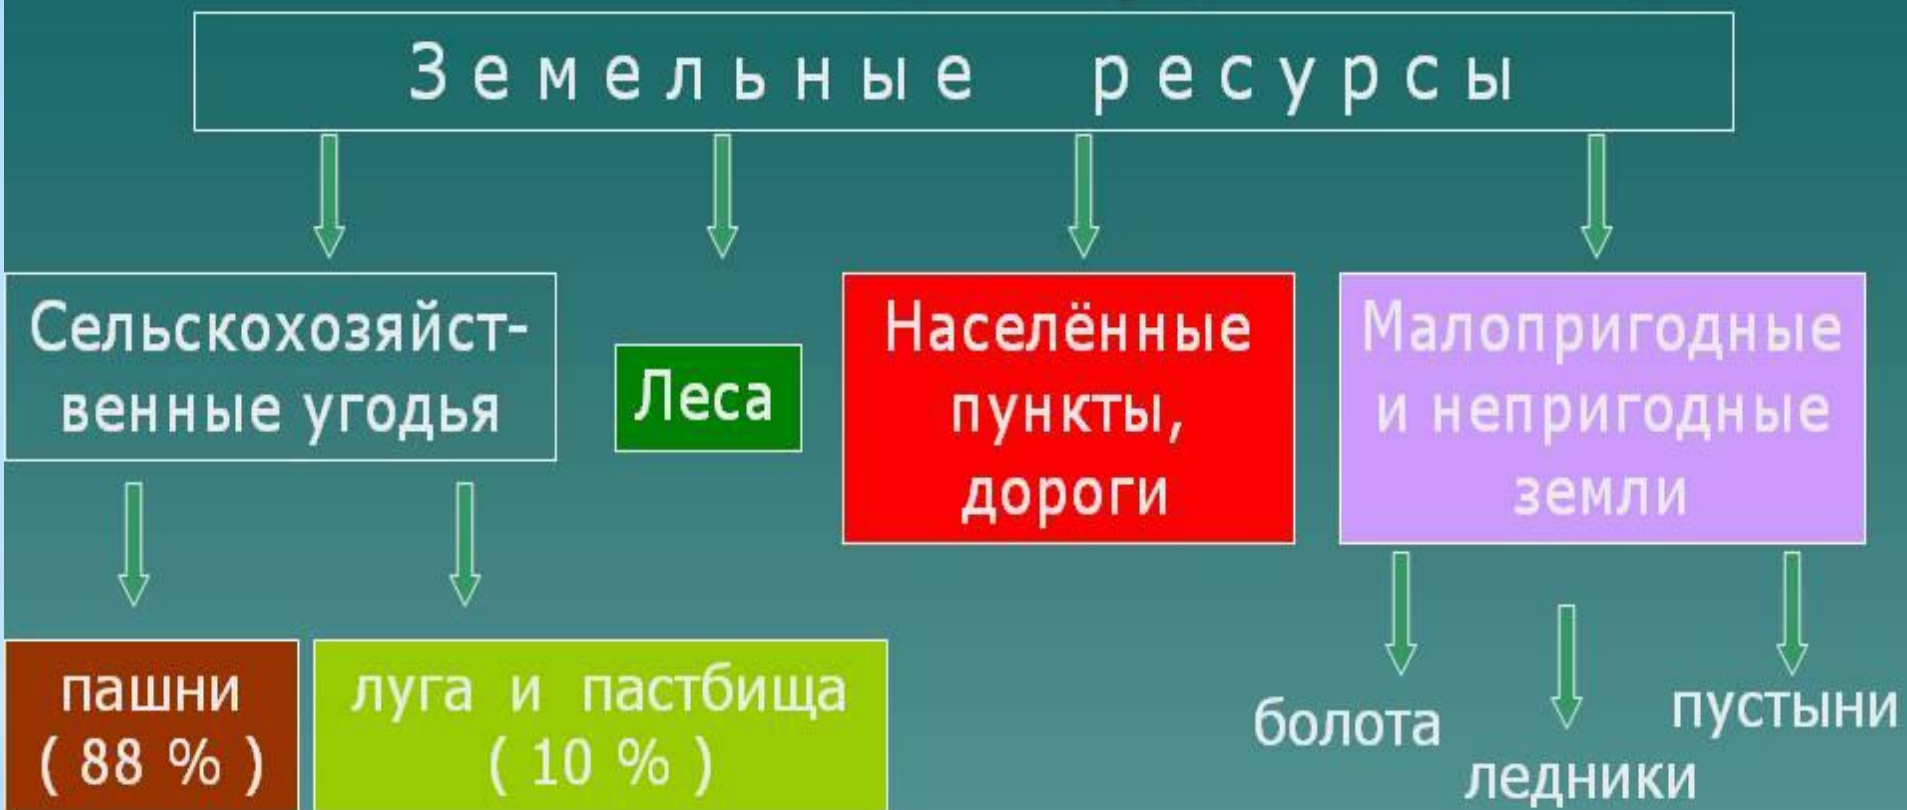 Земельные ресурсы
Сельскохозяйст-
венные угодья
Леса
Населённые
пункты,
дороги
Малопригодные
и непригодные
земли
пашни
( 88 % )
луга и пастбища
( 10 % )
болота
ледники
пустыни